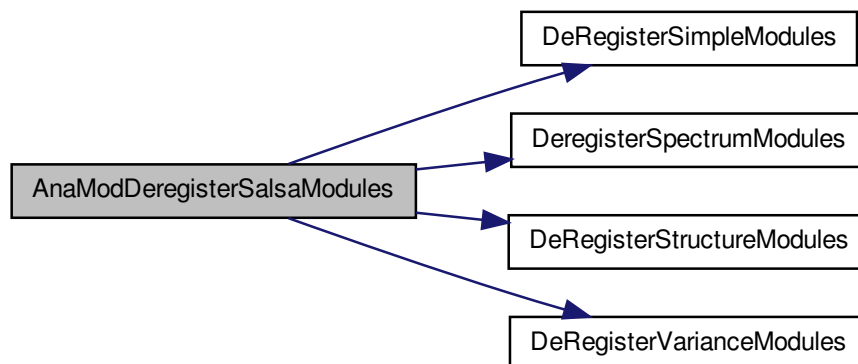 DeRegisterSimpleModules
DeregisterSpectrumModules
AnaModDeregisterSalsaModules
DeRegisterStructureModules
DeRegisterVarianceModules